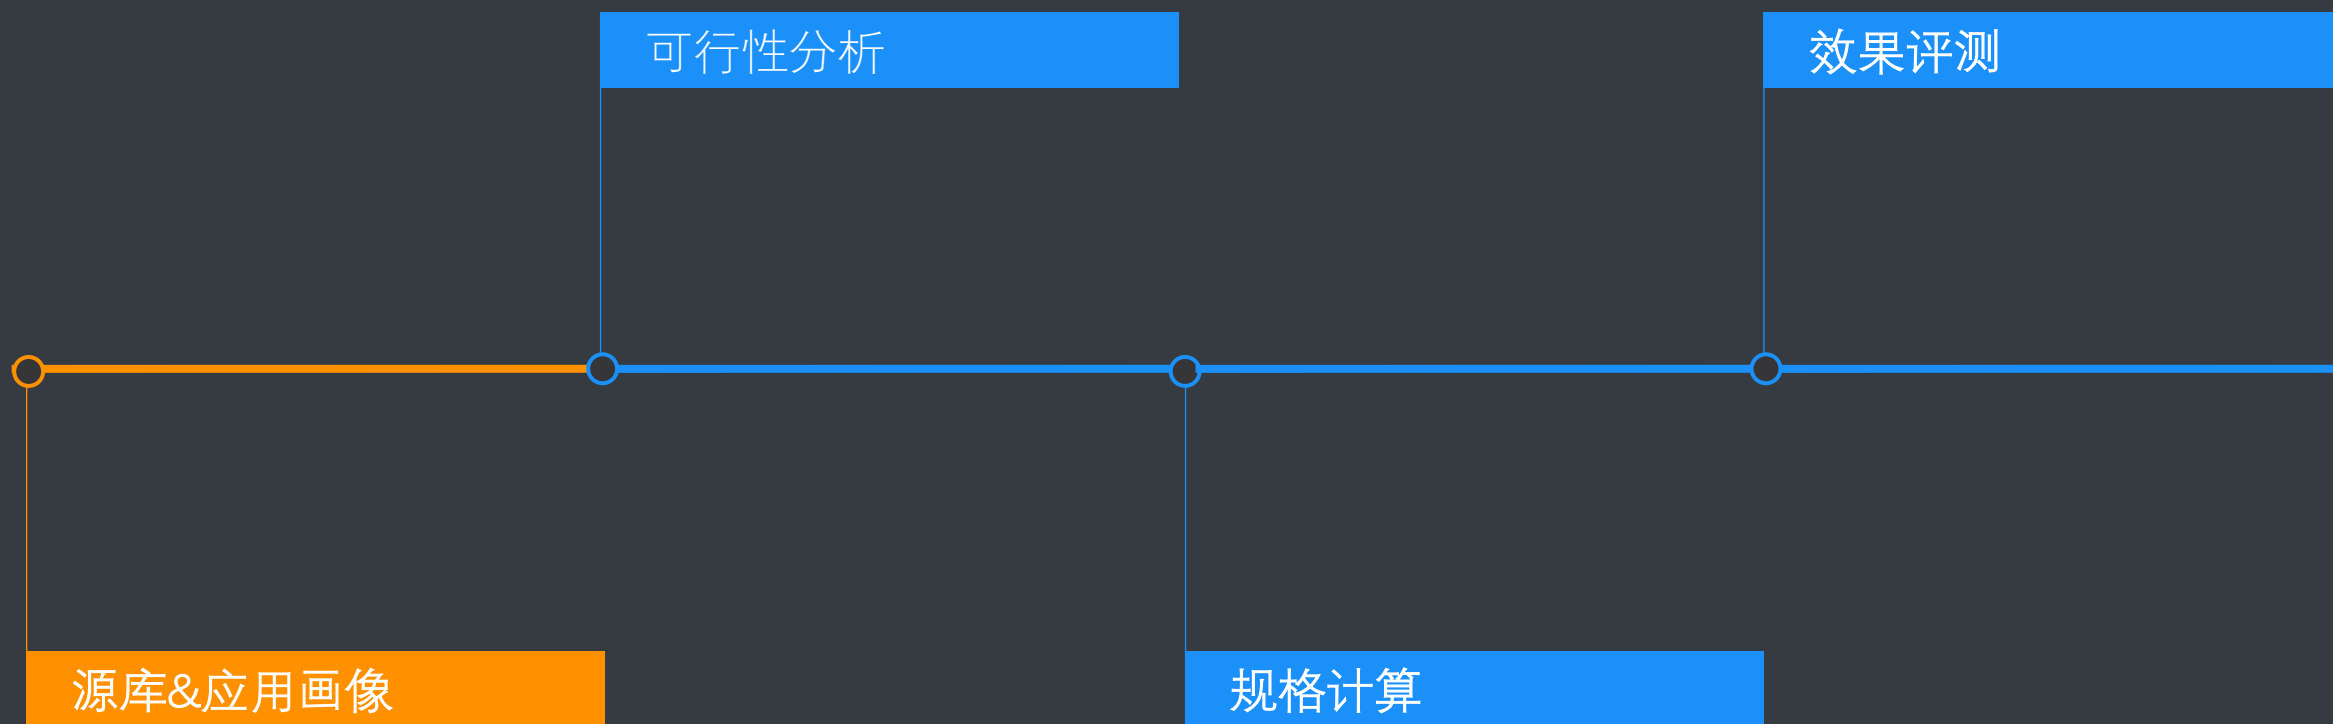 可行性分析
效果评测
源库&应用画像
规格计算